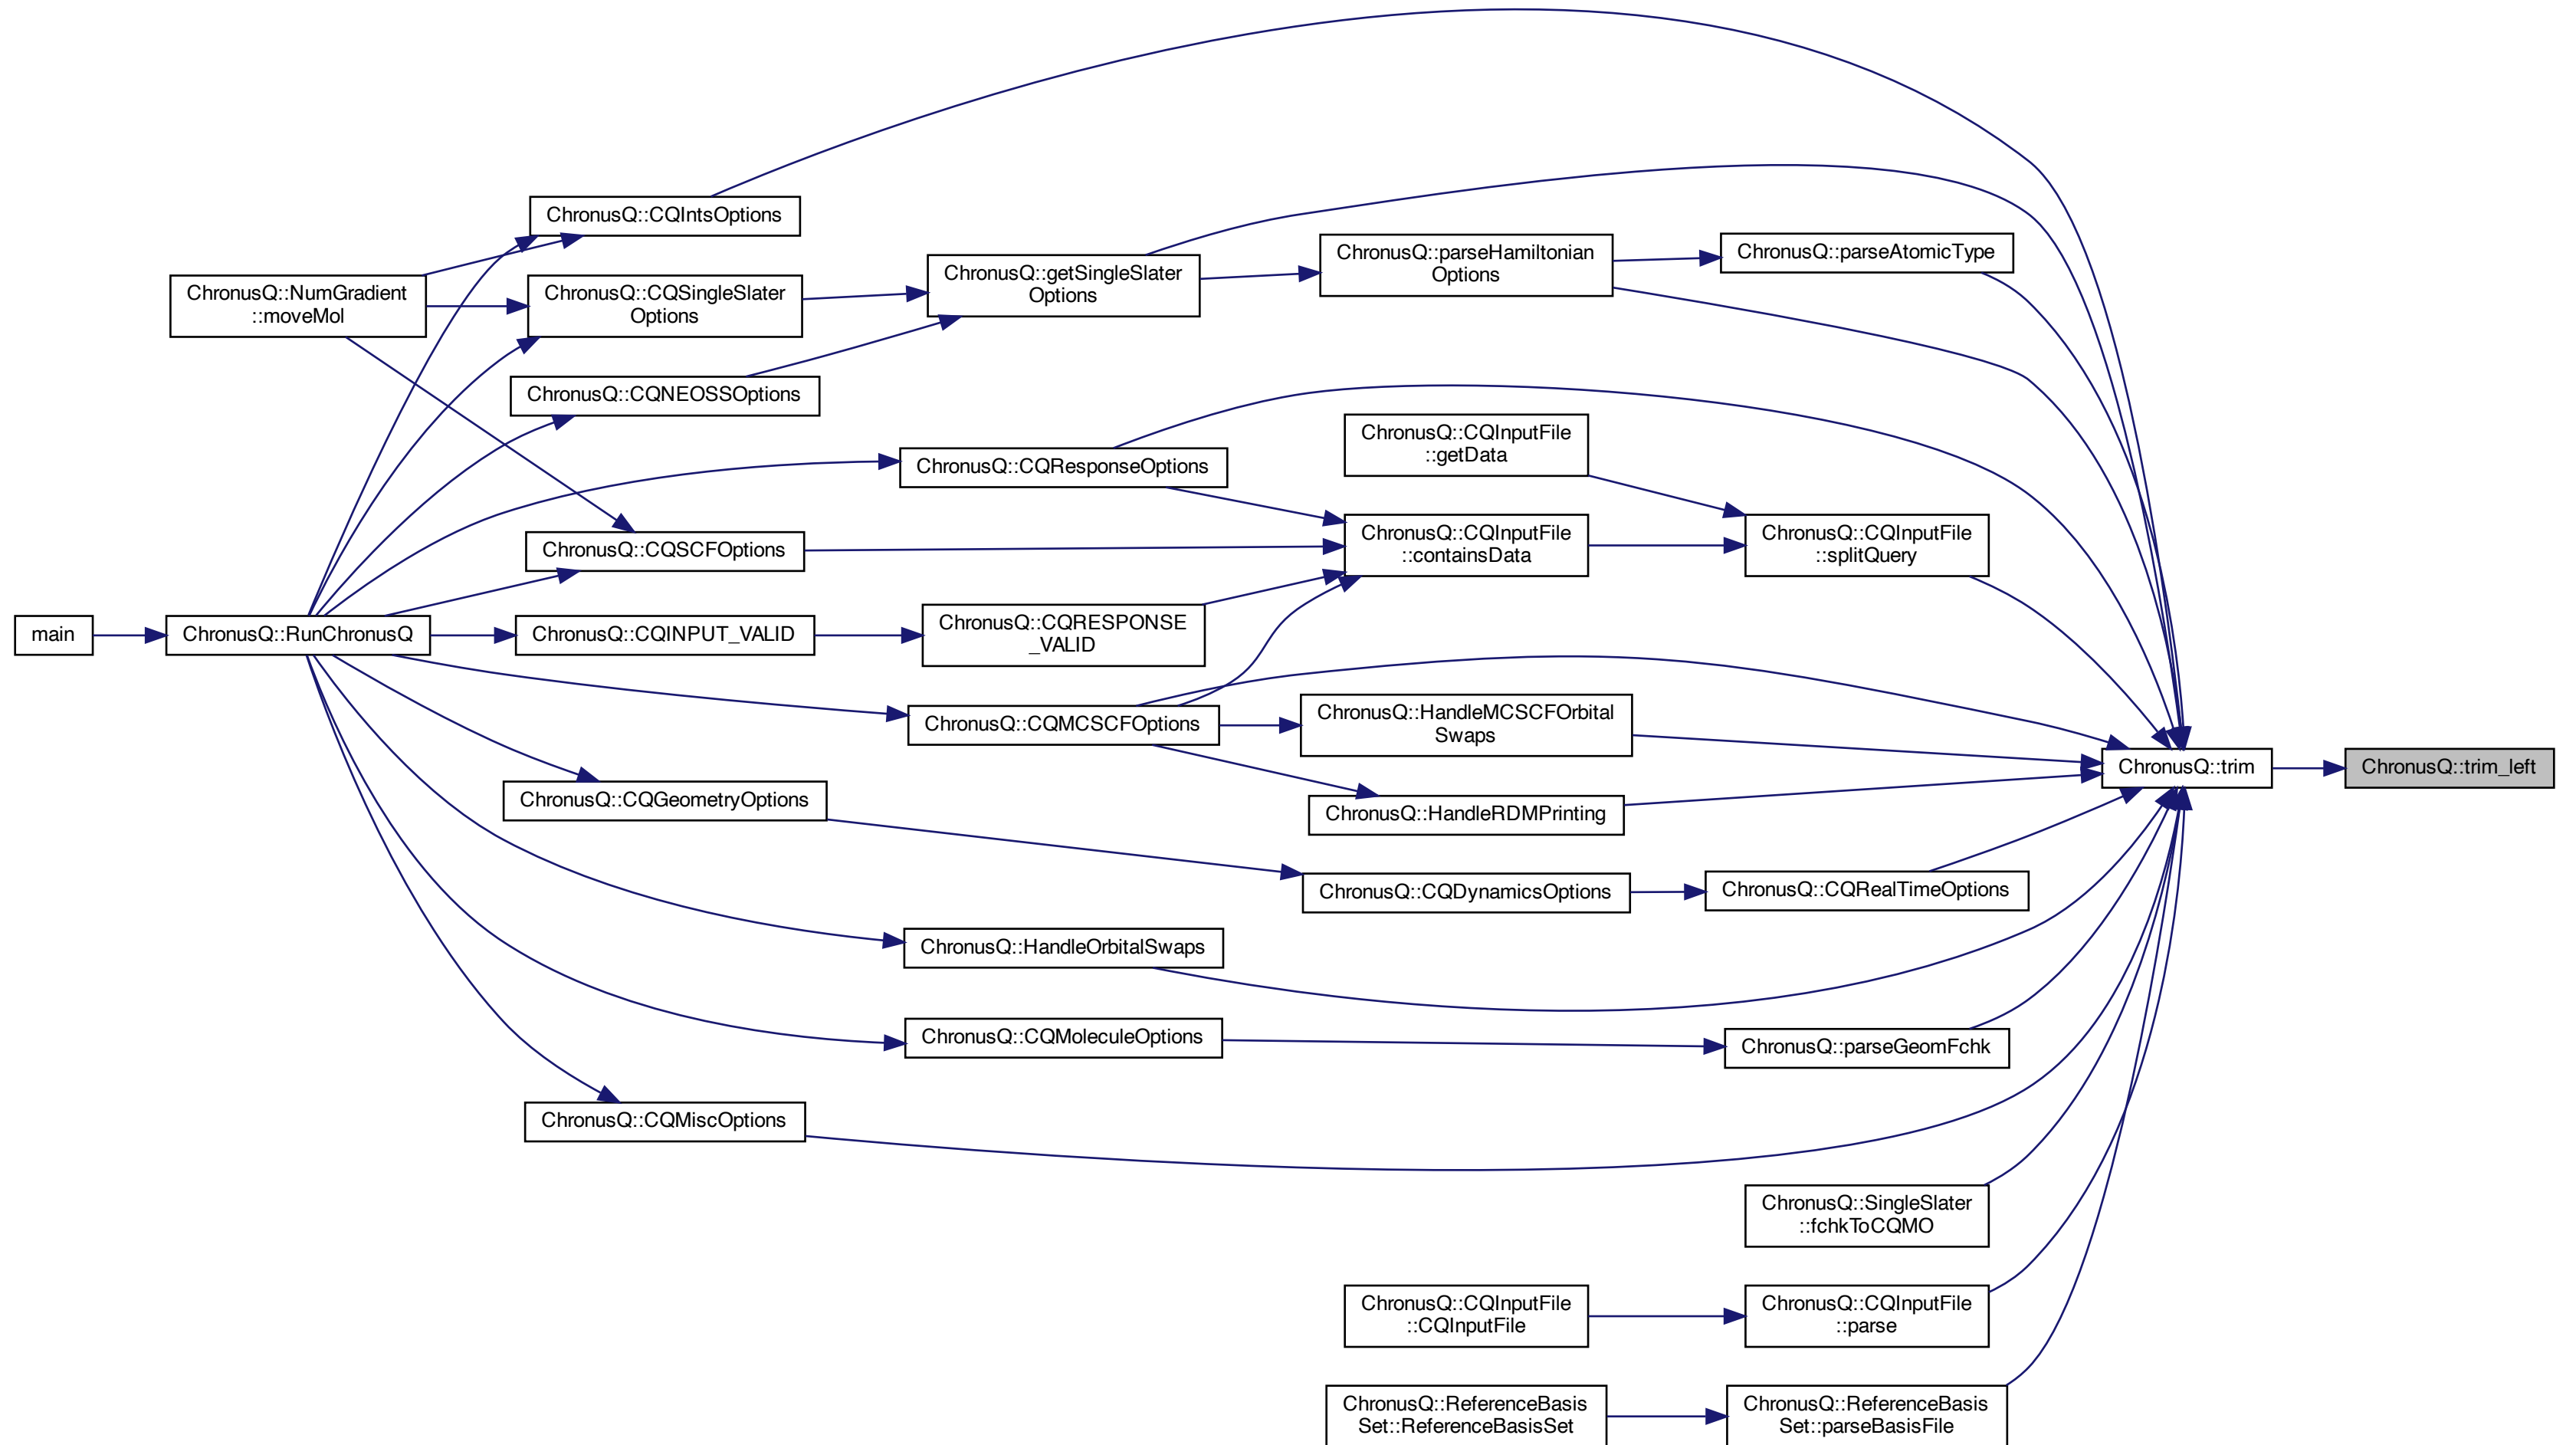 ChronusQ::CQIntsOptions
ChronusQ::parseHamiltonian
Options
ChronusQ::parseAtomicType
ChronusQ::getSingleSlater
Options
ChronusQ::NumGradient
::moveMol
ChronusQ::CQSingleSlater
Options
ChronusQ::CQNEOSSOptions
ChronusQ::CQInputFile
::getData
ChronusQ::CQResponseOptions
ChronusQ::CQSCFOptions
ChronusQ::CQInputFile
::containsData
ChronusQ::CQInputFile
::splitQuery
main
ChronusQ::RunChronusQ
ChronusQ::CQINPUT_VALID
ChronusQ::CQRESPONSE
_VALID
ChronusQ::CQMCSCFOptions
ChronusQ::HandleMCSCFOrbital
Swaps
ChronusQ::trim
ChronusQ::trim_left
ChronusQ::CQGeometryOptions
ChronusQ::HandleRDMPrinting
ChronusQ::CQDynamicsOptions
ChronusQ::CQRealTimeOptions
ChronusQ::HandleOrbitalSwaps
ChronusQ::CQMoleculeOptions
ChronusQ::parseGeomFchk
ChronusQ::CQMiscOptions
ChronusQ::SingleSlater
::fchkToCQMO
ChronusQ::CQInputFile
::CQInputFile
ChronusQ::CQInputFile
::parse
ChronusQ::ReferenceBasis
Set::ReferenceBasisSet
ChronusQ::ReferenceBasis
Set::parseBasisFile